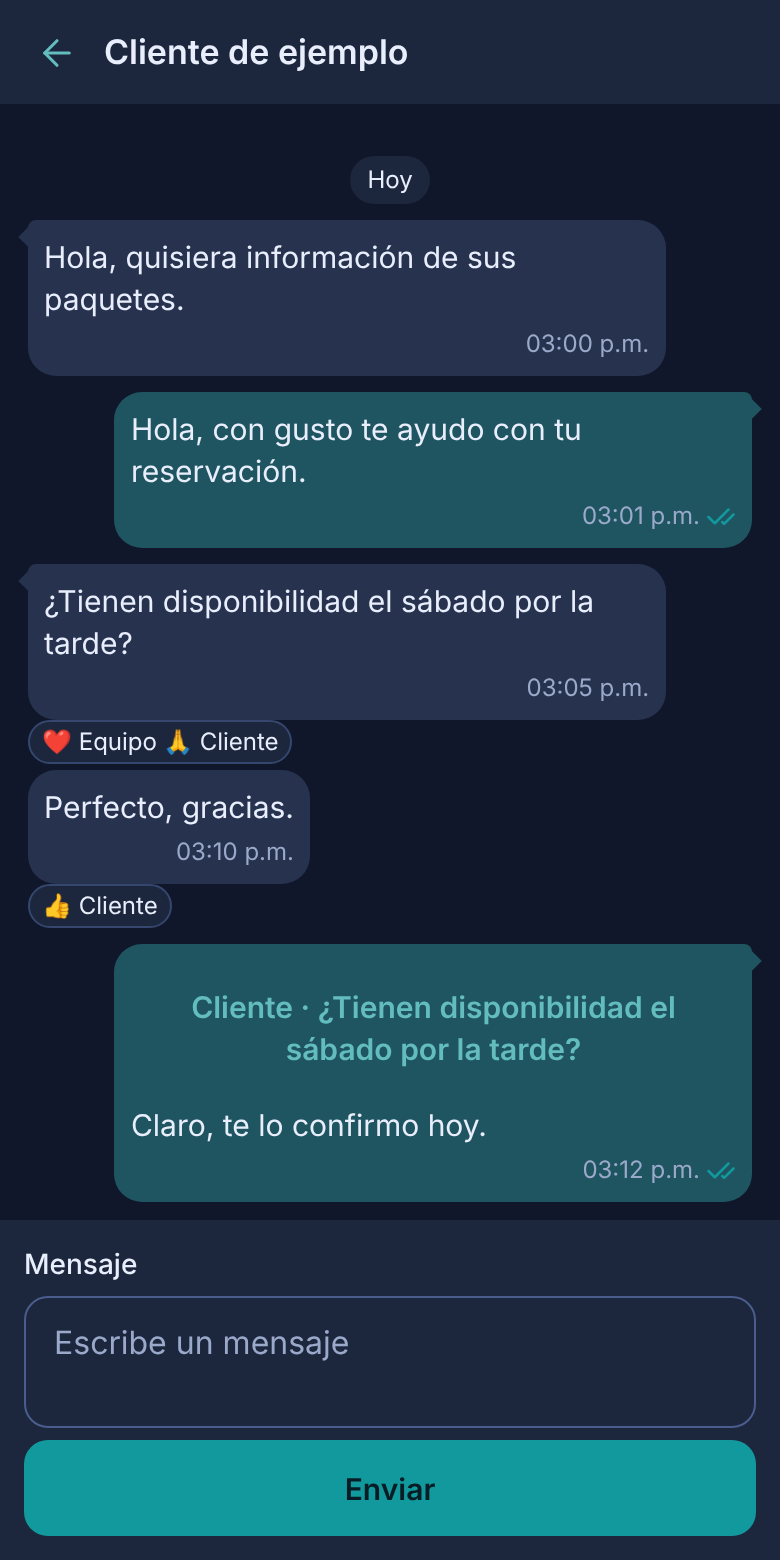 Cliente de ejemplo
Hoy
Hola, quisiera información de sus
paquetes.
03:00 p.m.
Hola, con gusto te ayudo con tu
reservación.
03:01 p.m.
¿Tienen disponibilidad el sábado por la
tarde?
03:05 p.m.
❤️ Equipo 🙏 Cliente
Perfecto, gracias.
03:10 p.m.
👍 Cliente
Cliente · ¿Tienen disponibilidad el
sábado por la tarde?
Claro, te lo confirmo hoy.
03:12 p.m.
Mensaje
Escribe un mensaje
Enviar